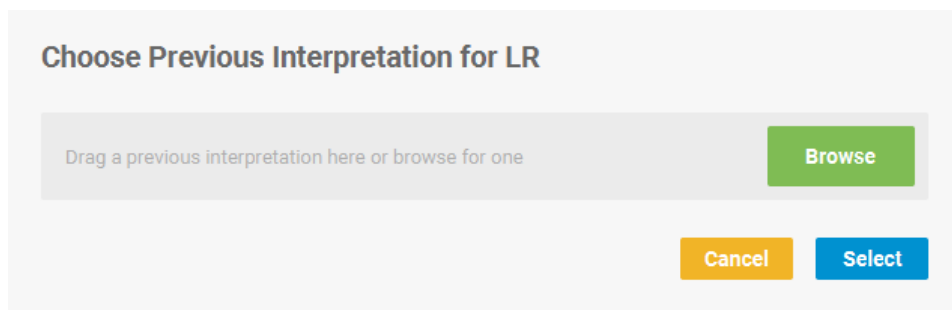 Choose Previous Interpretation for LR
Drag a previous interpretation here or browse for one
Browse
Cancel
Select